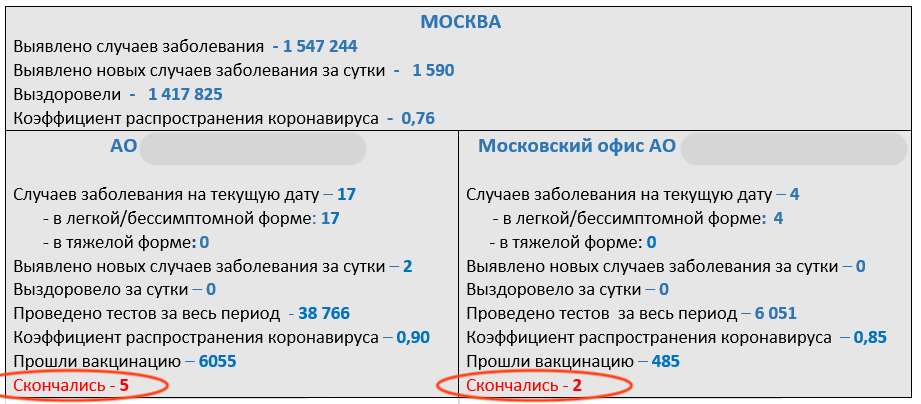 МОСКВА
Выявлено случаев заболевания - 1 547 244
Выявлено новых случаев заболевания за сутки - 1 590
Выздоровели - 1 417 825
Коэффициент распространения коронавируса - 0,76
АО
Случаев заболевания на текущую дату – 17
- в легкой/бессимптомной форме: 17
- в тяжелой форме: 0
Выявлено новых случаев заболевания за сутки – 2
Выздоровело за сутки – 0
Проведено тестов за весь период - 38 766
Коэффициент распространения коронавируса – 0,90
Прошли вакцинацию – 6055
Скончались - 5
Московский офис АО
Случаев заболевания на текущую дату – 4
- в легкой/бессимптомной форме: 4
- в тяжелой форме: 0
Выявлено новых случаев заболевания за сутки – 0
Выздоровело за сутки – 0
Проведено тестов за весь период – 6 051
Коэффициент распространения коронавируса – 0,85
Прошли вакцинацию – 485
Скончались - 2